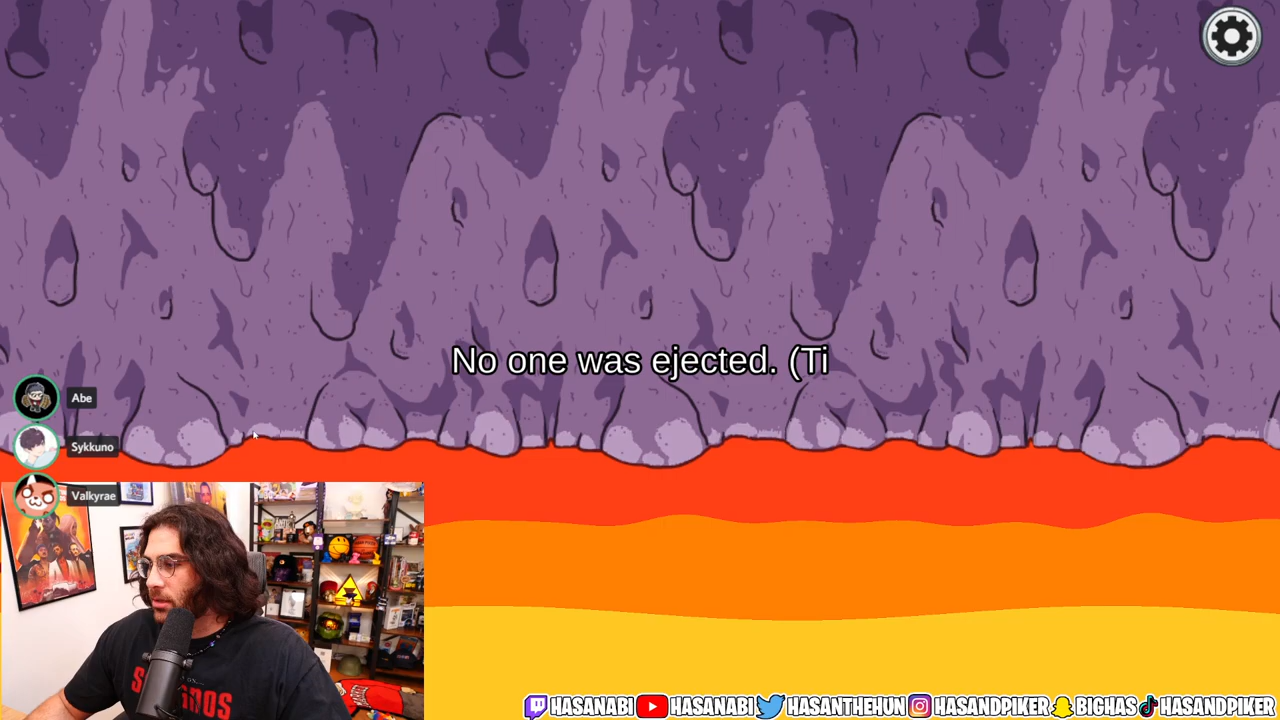 No one was ejected. (Ti
Abe
Sykkuno
Valkyrae
HASANABI HASANABI HASANTHEHUN HASANDPIKER BIGHAS HASANDPIKER